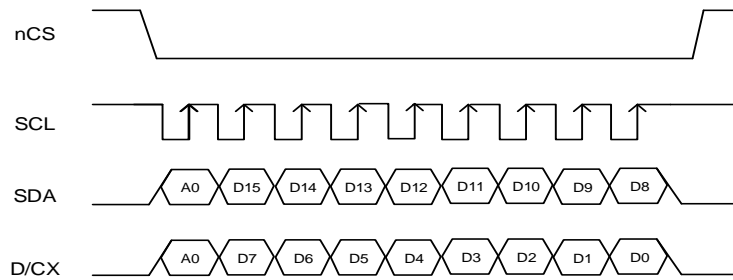 nCS
SCL
SDA A0 D15 D14 D13 D12 D11 D10 D9 D8
D/CX A0 D7 D6 D5 D4 D3 D2 D1 D0